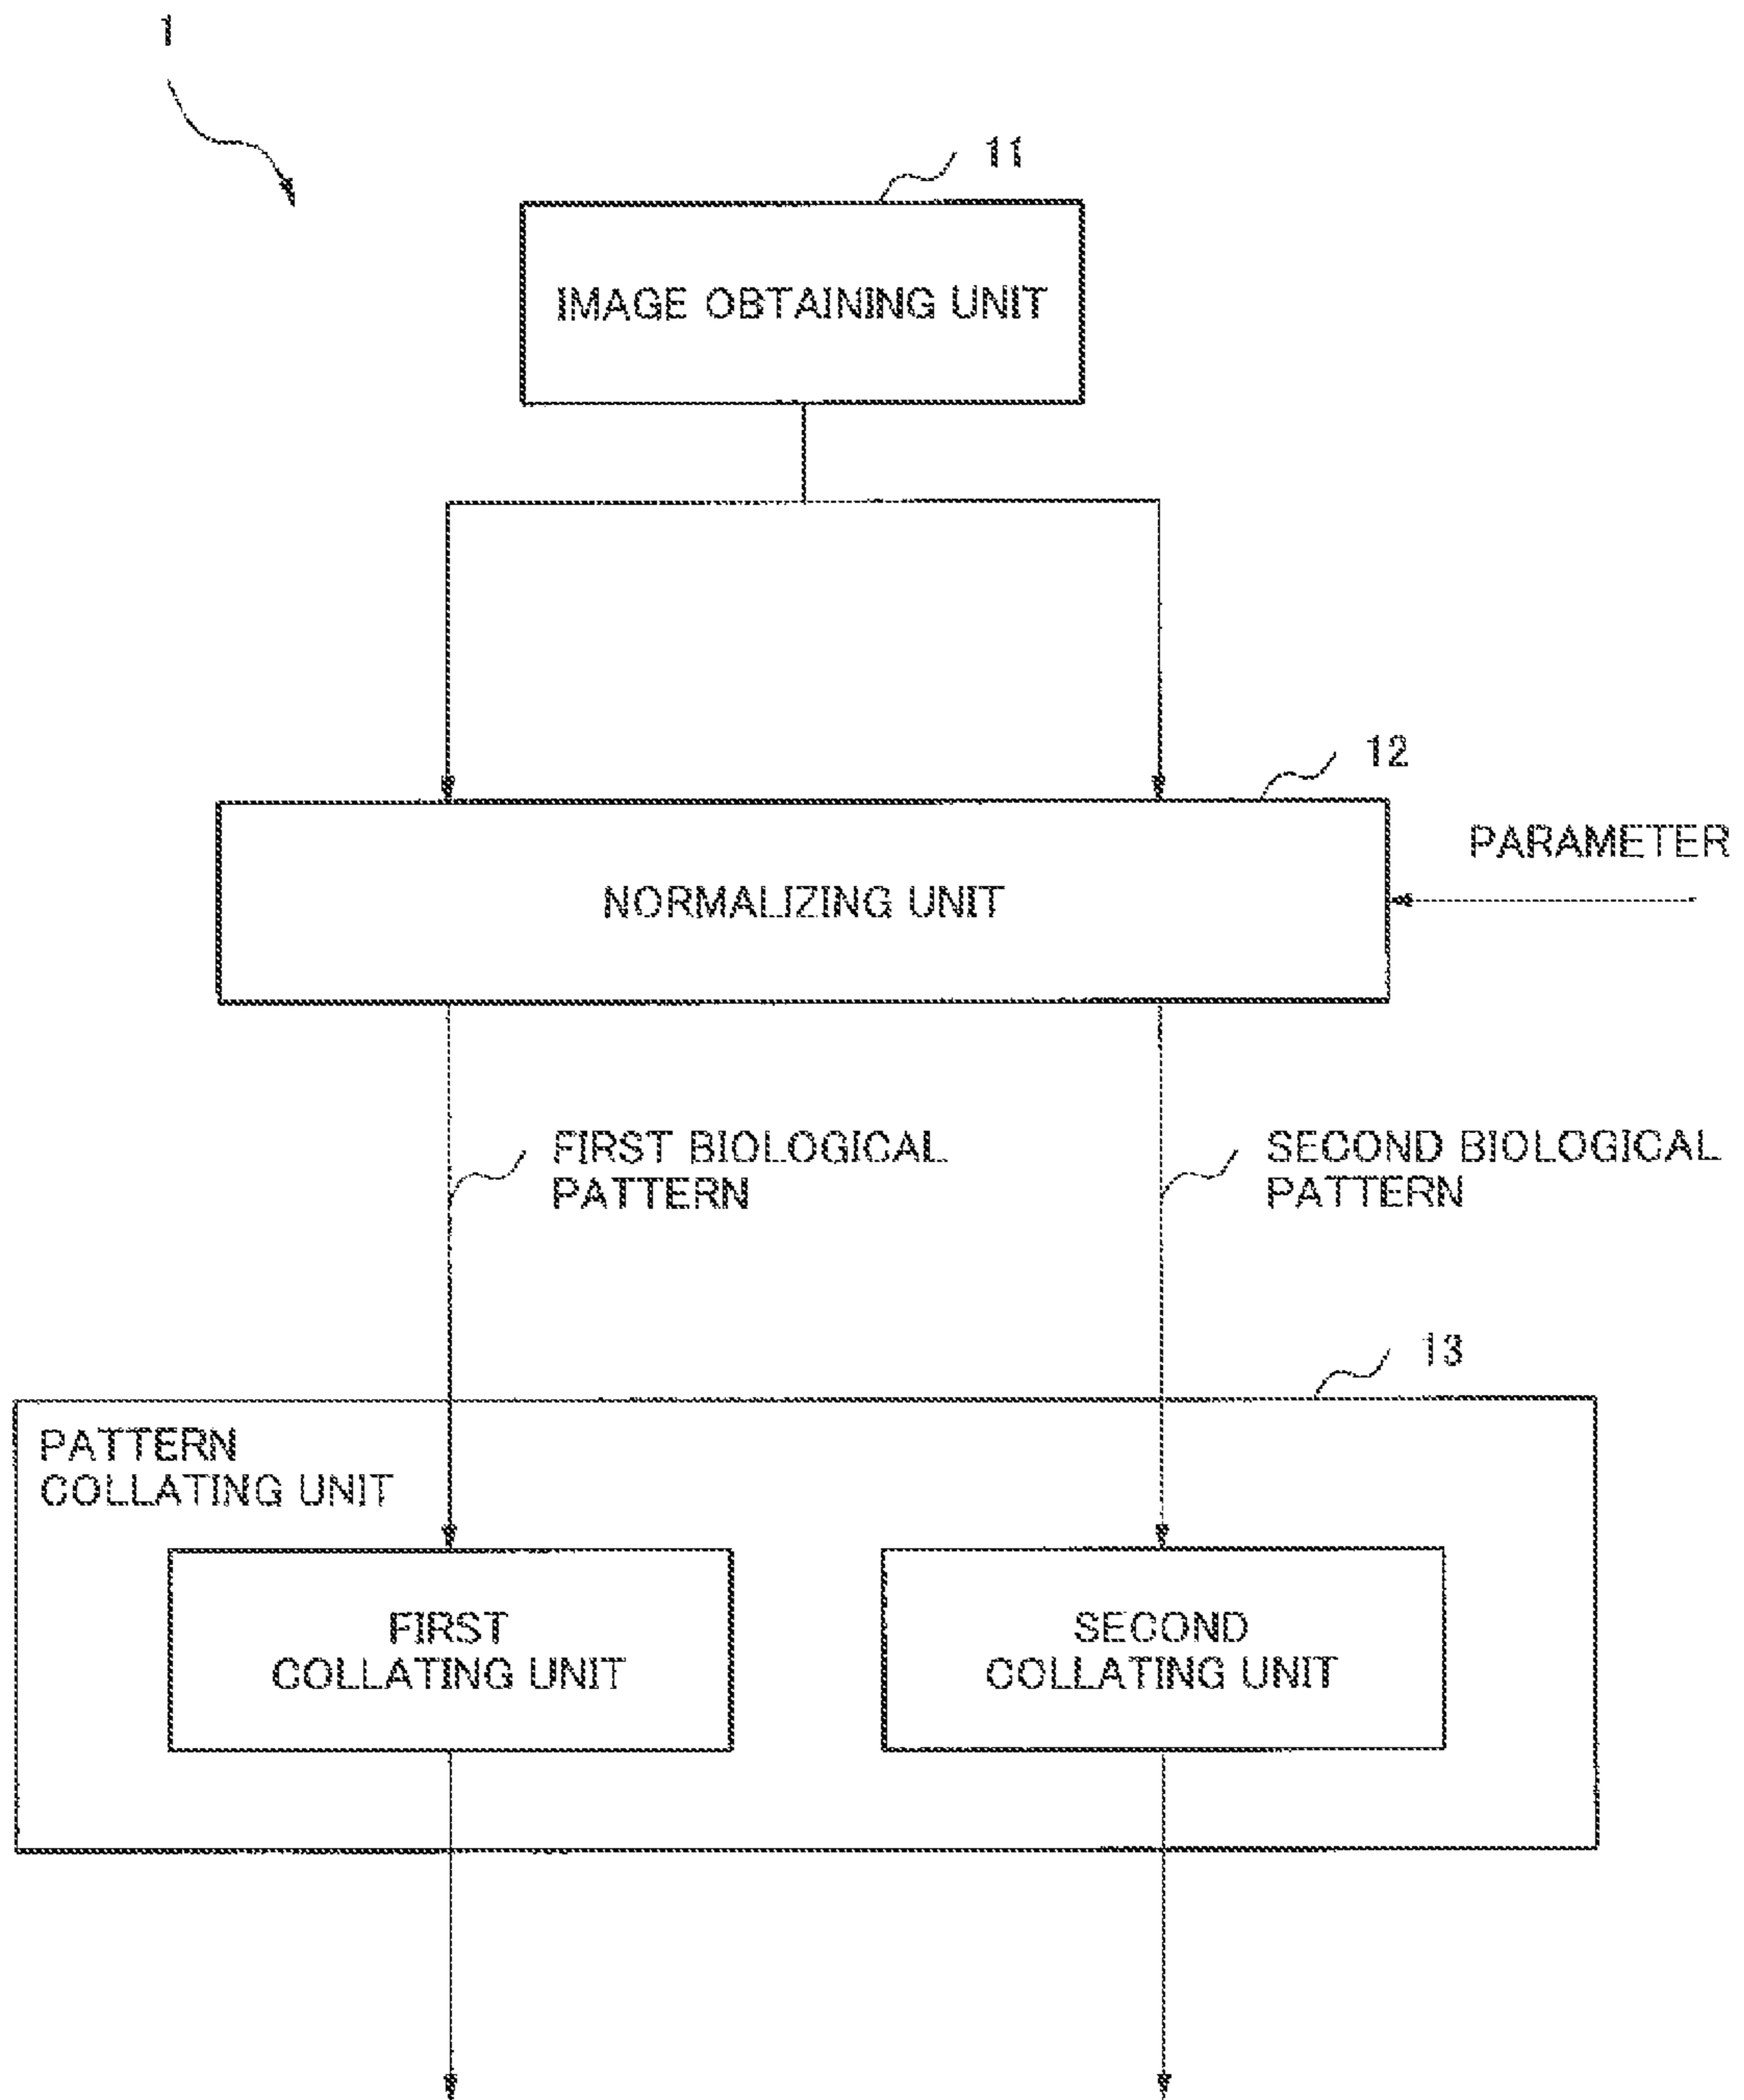 1
11
IMAGE OBTAINING UNIT
12
PARAMETER
NORMALIZING UNIT
FIRST BIOLOGICAL
PATTERN
SECOND BIOLOGICAL
PATTERN
13
PATTERN
COLLATING UNIT
FIRST
COLLATING UNIT
SECOND
COLLATING UNIT